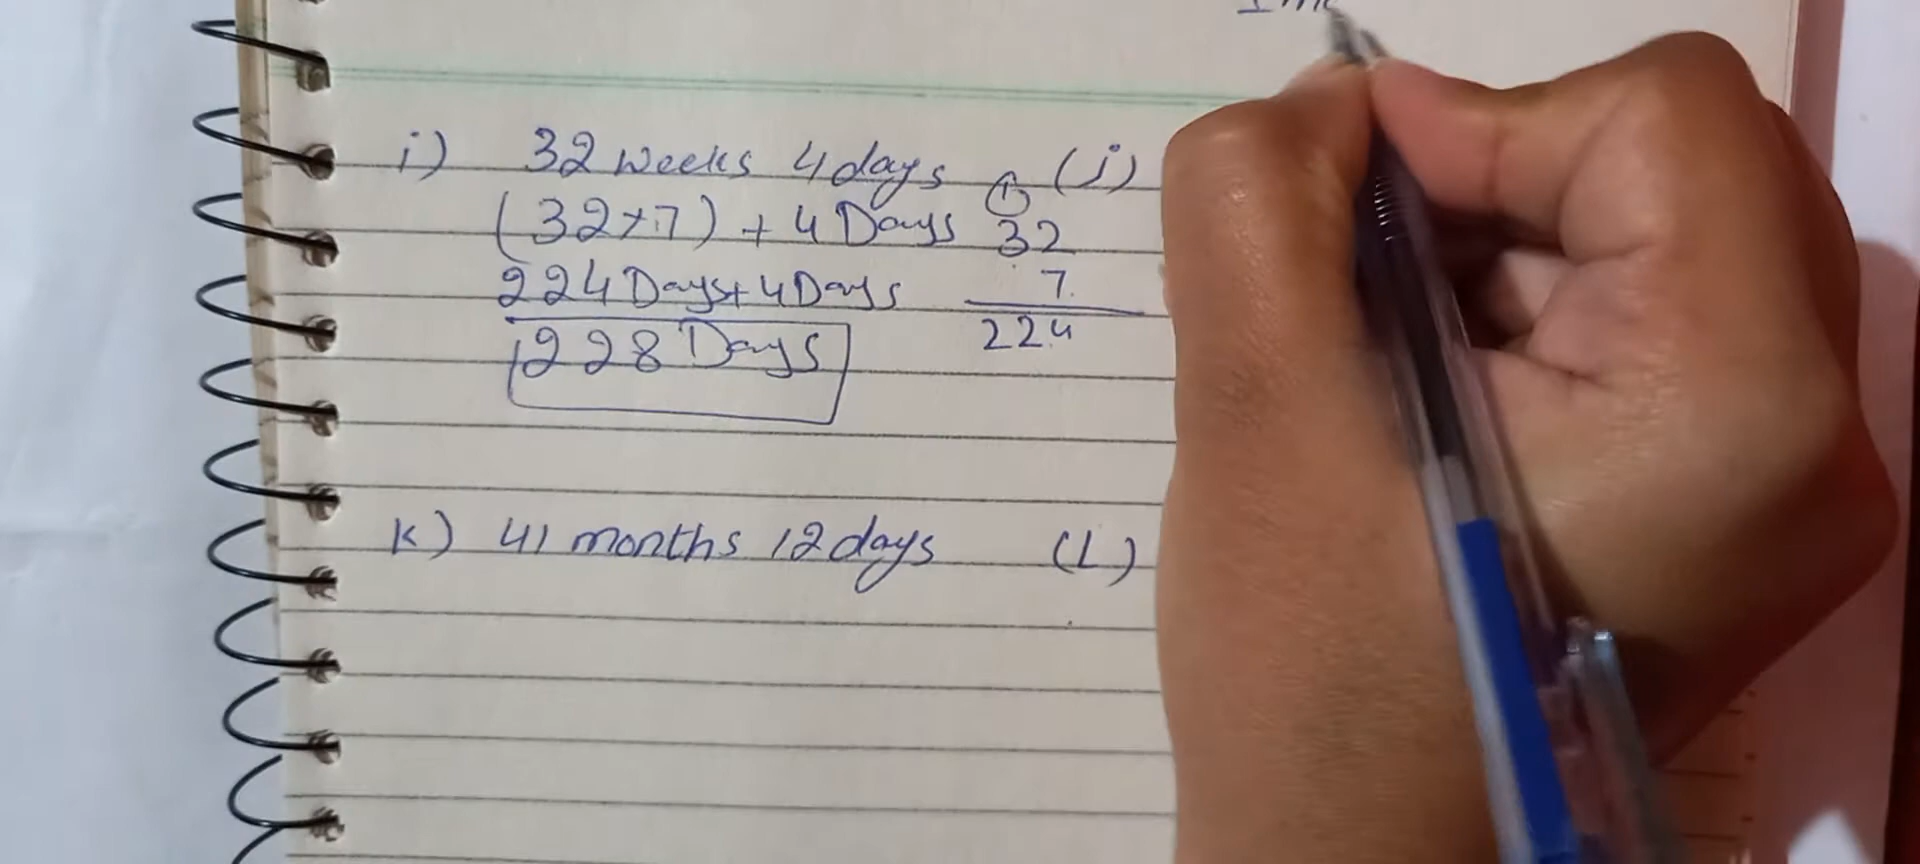 i) 32 weeks 4 days (j)
(32×7) + 4 Days
224 Days + 4 Days
228 Days
1
32
7
224
k) 41 months 12 days (L)